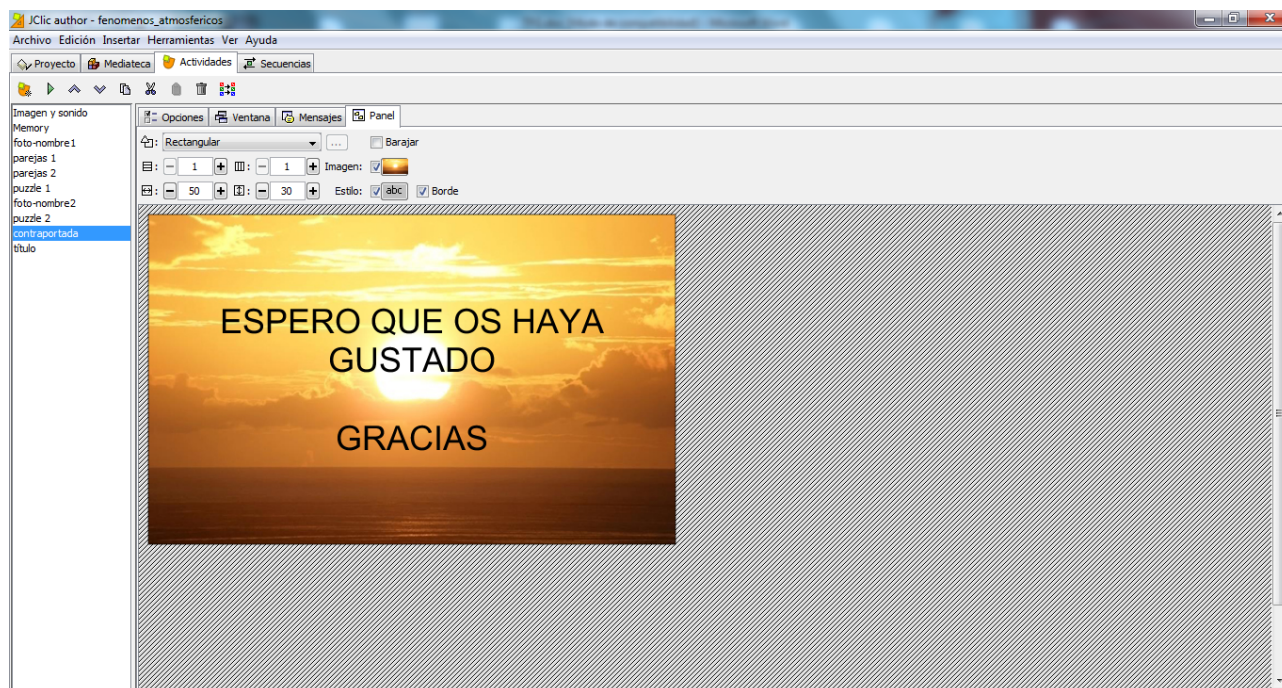 JClic author - fenomenos_atmosfericos
Archivo Edición Insertar Herramientas Ver Ayuda
Proyecto Mediateca Actividades Secuencias
Imagen y sonido
Memory
foto-nombre1
parejas 1
parejas 2
puzzle 1
foto-nombre2
puzzle 2
contraportada
título
Opciones Ventana Mensajes Panel
: Rectangular ... Barajar
: 1 : 1 Imagen:
: 50 : 30 Estilo: abc Borde
ESPERO QUE OS HAYA
GUSTADO
GRACIAS